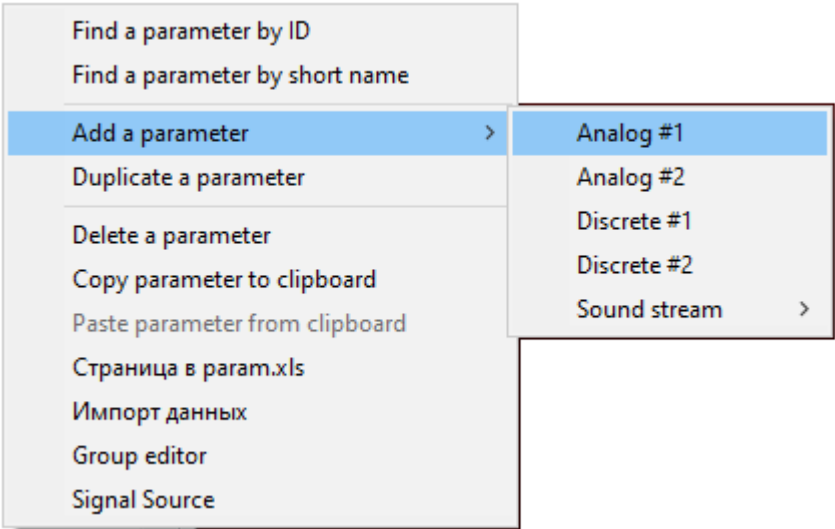 Find a parameter by ID
Find a parameter by short name
Add a parameter
Duplicate a parameter
Delete a parameter
Copy parameter to clipboard
Paste parameter from clipboard
Страница в param.xls
Импорт данных
Group editor
Signal Source
Analog #1
Analog #2
Discrete #1
Discrete #2
Sound stream